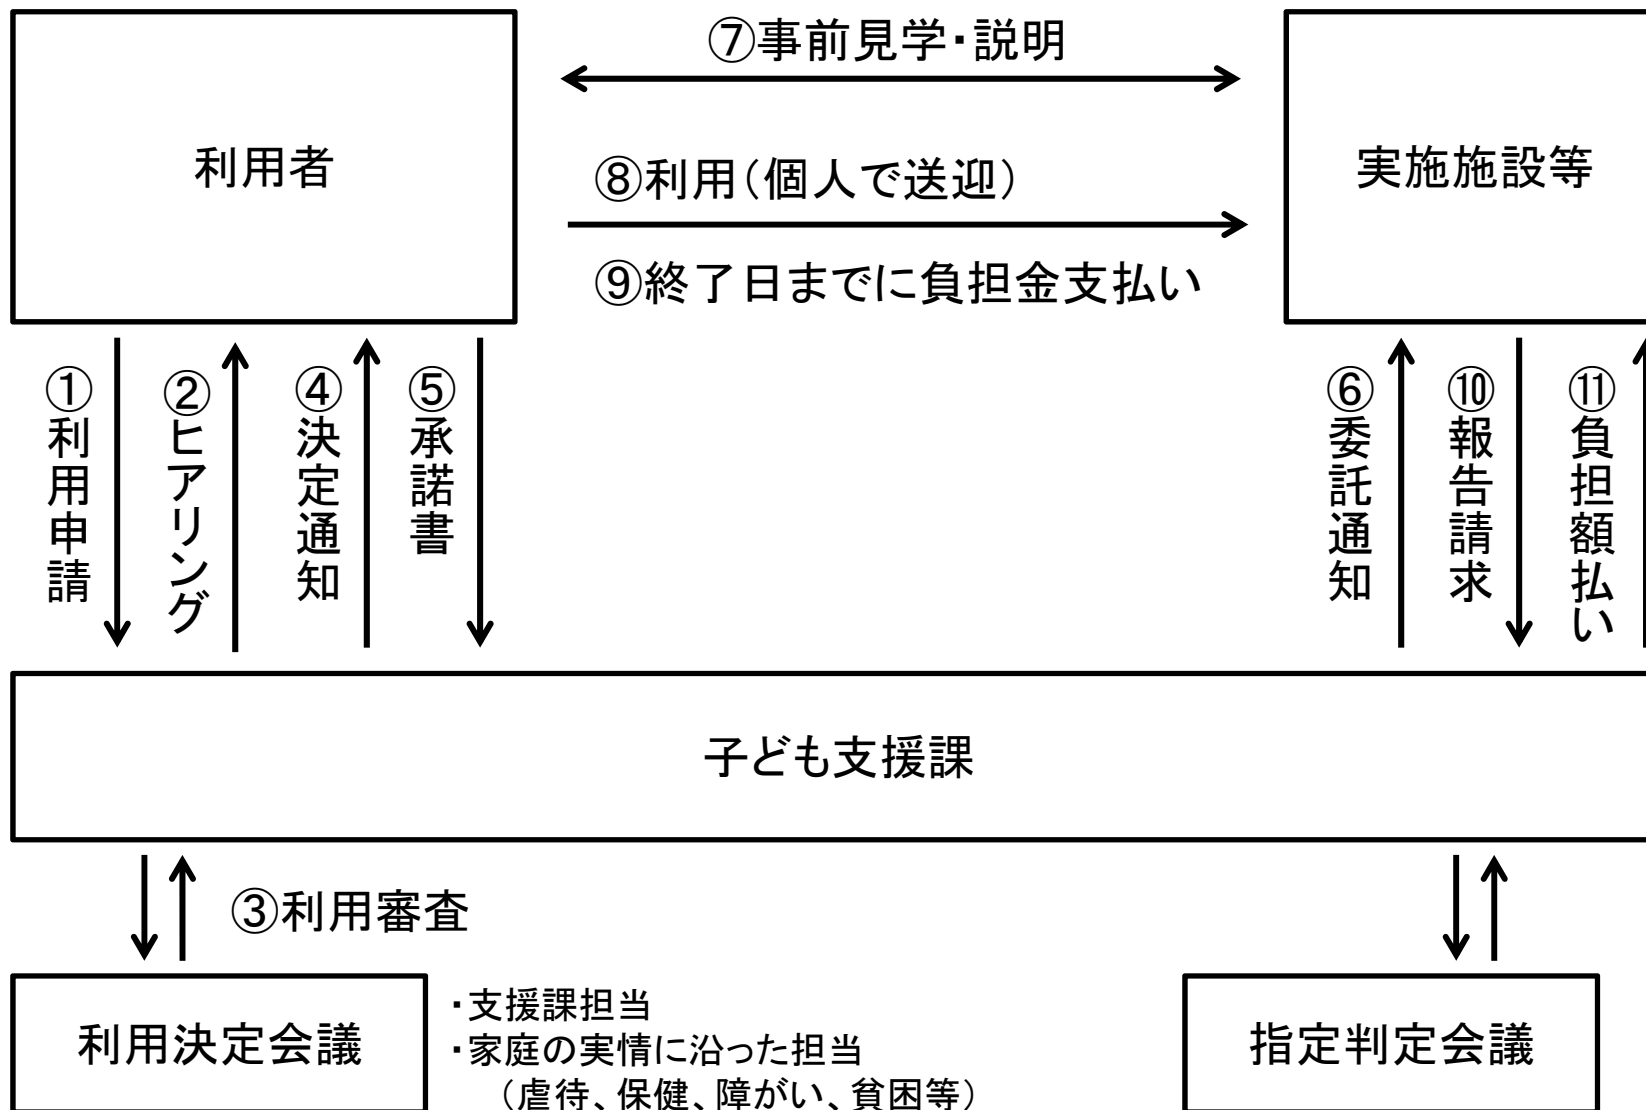 ⑦事前見学・説明
利用者
⑧利用（個人で送迎）
実施施設等
⑨終了日までに負担金支払い
①利用申請
②ヒアリング
④決定通知
⑤承諾書
⑥委託通知
⑩報告請求
⑪負担額払い
子ども支援課
③利用審査
利用決定会議
・支援課担当
・家庭の実情に沿った担当
（虐待、保健、障がい、貧困等）
指定判定会議